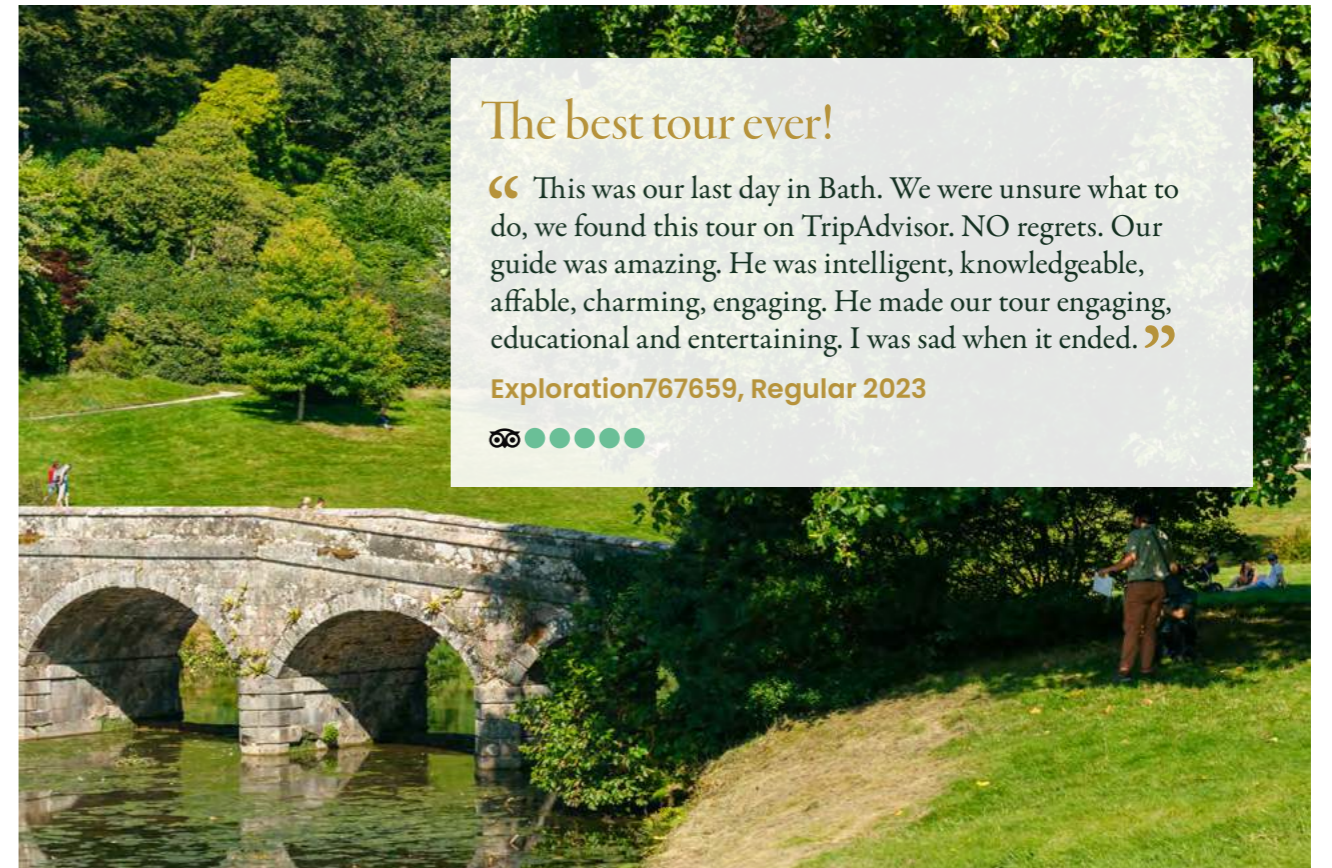 The best tour ever!
“ This was our last day in Bath. We were unsure what to
do, we found this tour on TripAdvisor. NO regrets. Our
guide was amazing. He was intelligent, knowledgeable,
affable, charming, engaging. He made our tour engaging,
educational and entertaining. I was sad when it ended. ”
Exploration767659, Regular 2023